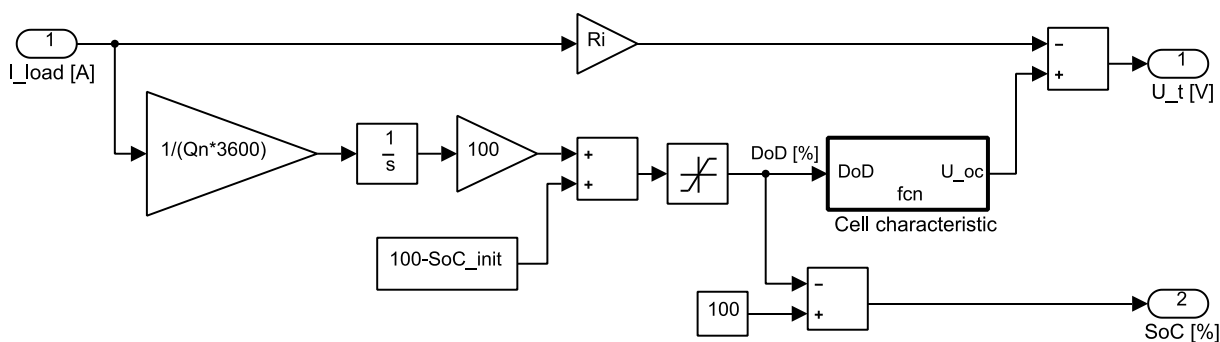 1
I_load [A]
Ri
−
+
1
U_t [V]
1/(Qn*3600)
1
s
100
+
+
DoD [%]
DoD
U_oc
fcn
Cell characteristic
100-SoC_init
100
−
+
2
SoC [%]